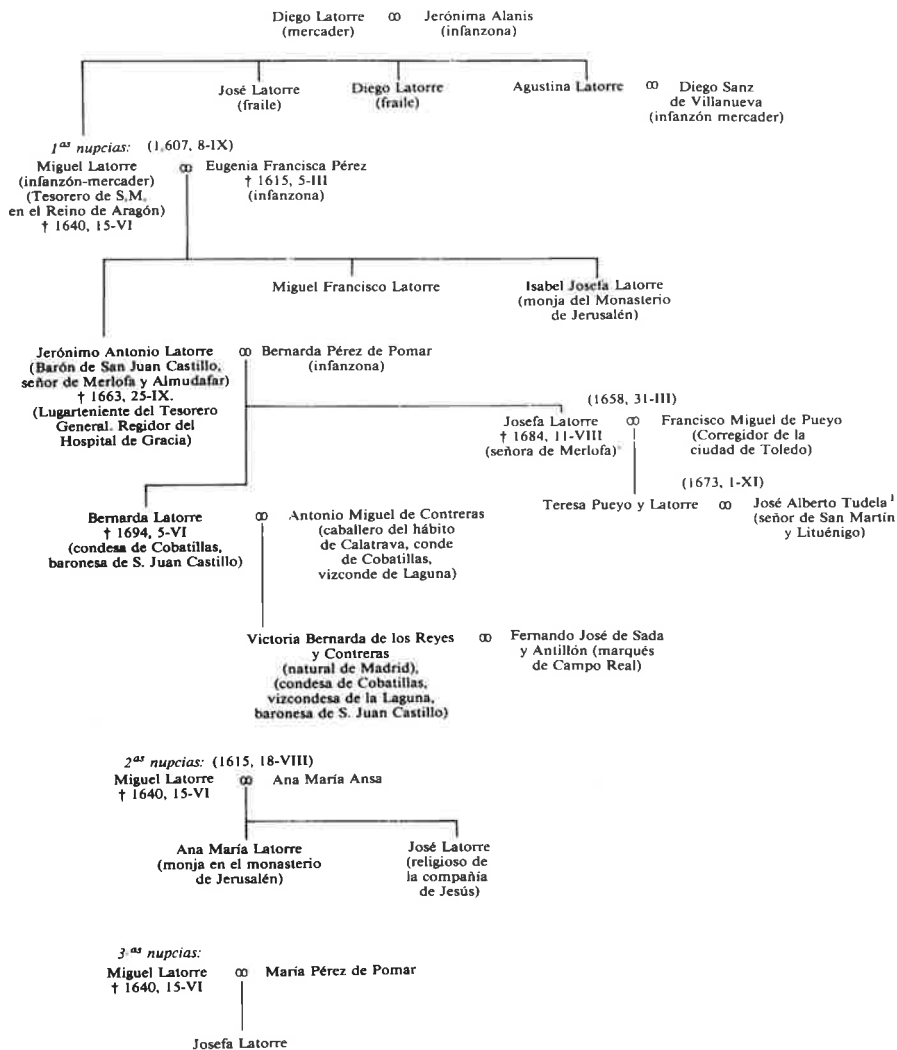 Diego Latorre ꝏ Jerónima Alanis
(mercader) (infanzona)
José Latorre
(fraile)
Diego Latorre
(fraile)
Agustina Latorre ꝏ Diego Sanz
de Villanueva
(infanzón mercader)
1as nupcias: (1.607, 8-IX)
Miguel Latorre ꝏ Eugenia Francisca Pérez
(infanzón-mercader) † 1615, 5-III
(Tesorero de S.M. (infanzona)
en el Reino de Aragón)
† 1640, 15-VI
Miguel Francisco Latorre
Isabel Josefa Latorre
(monja del Monasterio
de Jerusalén)
Jerónimo Antonio Latorre ꝏ Bernarda Pérez de Pomar
(Barón de San Juan Castillo, (infanzona)
señor de Merlofa y Almudafar)
† 1663, 25-IX.
(Lugarteniente del Tesorero
General. Regidor del
Hospital de Gracia)
(1658, 31-III)
Josefa Latorre ꝏ Francisco Miguel de Pueyo
† 1684, 11-VIII (Corregidor de la
(señora de Merlofa) ciudad de Toledo)
(1673, 1-XI)
Teresa Pueyo y Latorre ꝏ José Alberto Tudela1
(señor de San Martín
y Lituénigo)
Bernarda Latorre ꝏ Antonio Miguel de Contreras
† 1694, 5-VI (caballero del hábito
(condesa de Cobatillas, de Calatrava, conde
baronesa de S. Juan Castillo) de Cobatillas,
vizconde de Laguna)
Victoria Bernarda de los Reyes ꝏ Fernando José de Sada
y Contreras y Antillón (marqués
(natural de Madrid), de Campo Real)
(condesa de Cobatillas,
vizcondesa de la Laguna,
baronesa de S. Juan Castillo)
2as nupcias: (1615, 18-VIII)
Miguel Latorre ꝏ Ana María Ansa
† 1640, 15-VI
Ana María Latorre
(monja en el monasterio
de Jerusalén)
José Latorre
(religioso de
la compañía
de Jesús)
3.as nupcias:
Miguel Latorre ꝏ María Pérez de Pomar
† 1640, 15-VI
Josefa Latorre